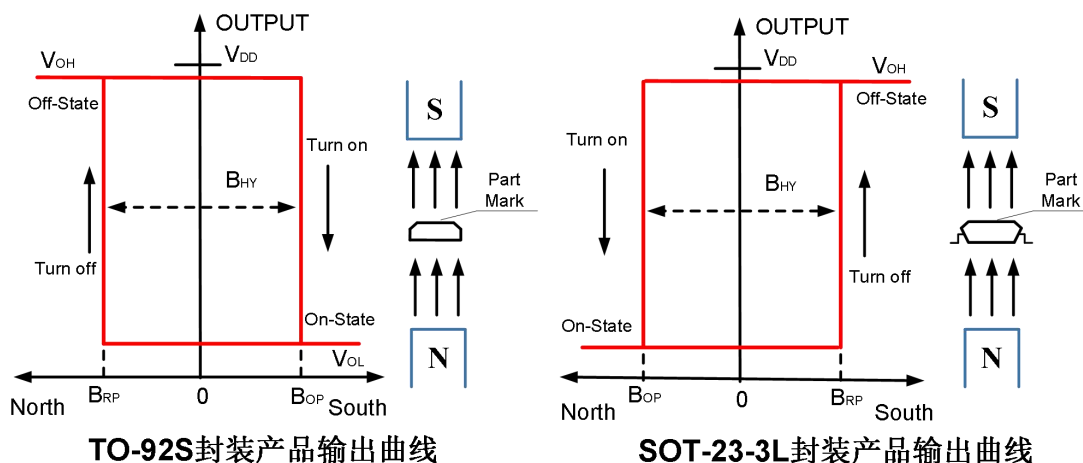 OUTPUT
VDD
VOH
Off-State
Turn on
BHY
Turn off
On-State
VOL
BRP
0
BOP
North
South
S
Part
Mark
N
TO-92S封装产品输出曲线
OUTPUT
VDD
VOH
Off-State
Turn on
BHY
Turn off
On-State
BOP
0
BRP
North
South
S
Part
Mark
N
SOT-23-3L封装产品输出曲线